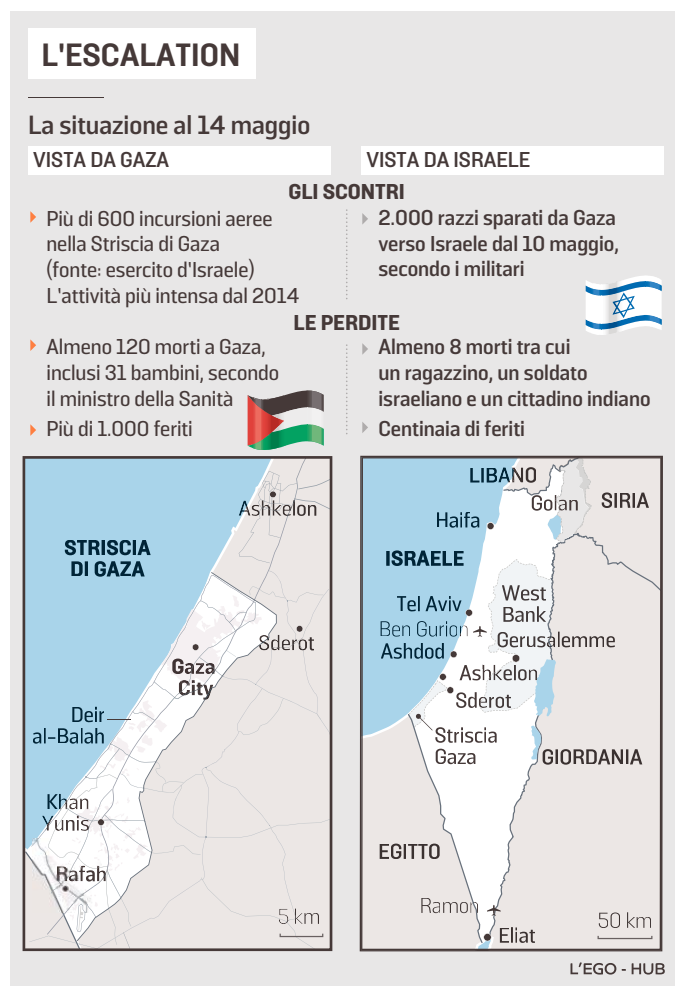 L'ESCALATION
La situazione al 14 maggio
VISTA DA GAZA
VISTA DA ISRAELE
GLI SCONTRI
Più di 600 incursioni aeree
nella Striscia di Gaza
(fonte: esercito d'Israele)
L'attività più intensa dal 2014
2.000 razzi sparati da Gaza
verso Israele dal 10 maggio,
secondo i militari
LE PERDITE
Almeno 120 morti a Gaza,
inclusi 31 bambini, secondo
il ministro della Sanità
Più di 1.000 feriti
Almeno 8 morti tra cui
un ragazzino, un soldato
israeliano e un cittadino indiano
Centinaia di feriti
Ashkelon
STRISCIA
DI GAZA
Sderot
Gaza
City
Deir
al-Balah
Khan
Yunis
Rafah
5 km
LIBANO
Golan
SIRIA
Haifa
ISRAELE
West
Bank
Tel Aviv
Ben Gurion
Gerusalemme
Ashdod
Ashkelon
Sderot
Striscia
Gaza
GIORDANIA
EGITTO
Ramon
50 km
Eliat
L'EGO - HUB